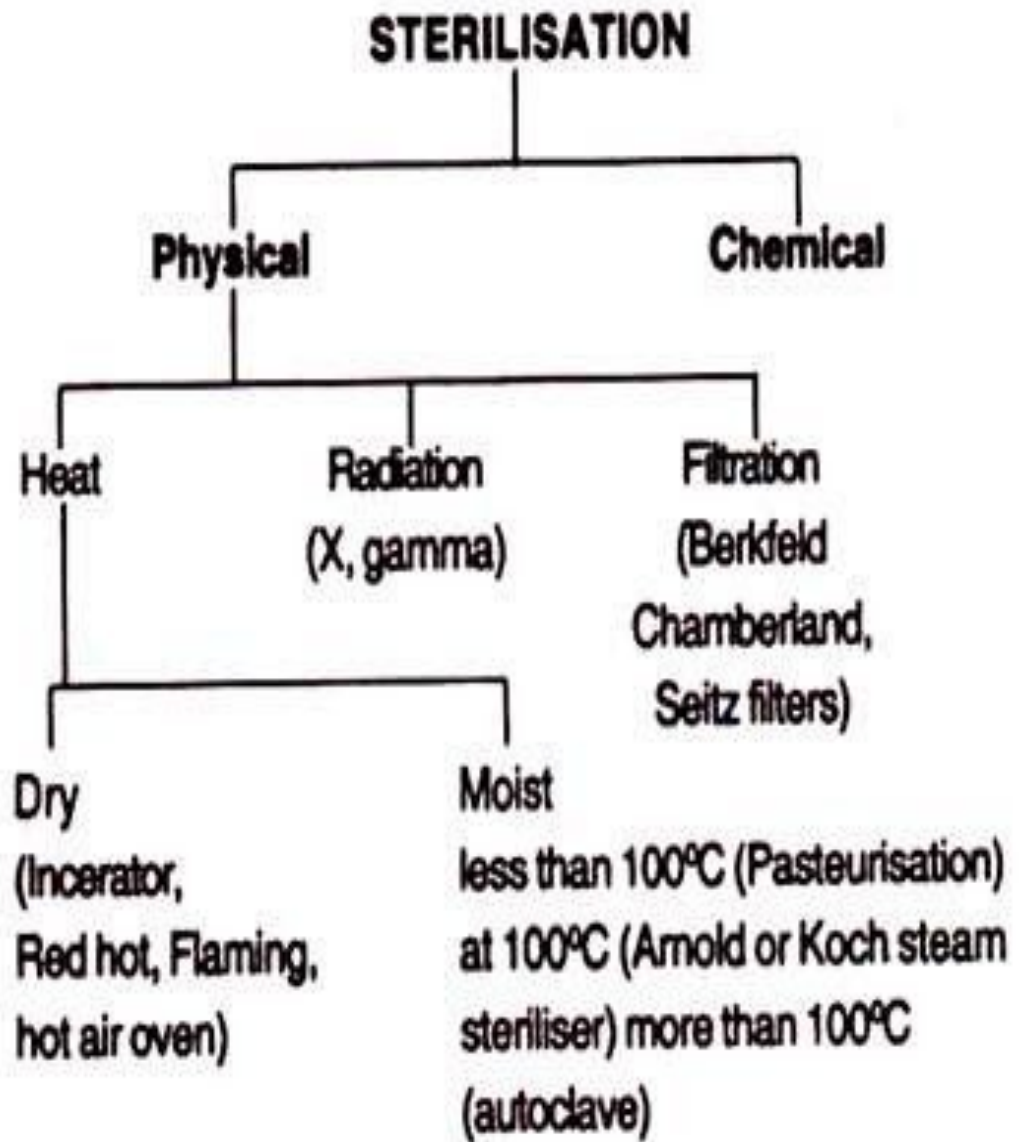 STERILISATION
Physical
Chemical
Heat
Radiation
(X, gamma)
Filtration
(Berkfeld
Chamberland,
Seitz filters)
Dry
(Incerator,
Red hot, Flaming,
hot air oven)
Moist
less than 100ºC (Pasteurisation)
at 100ºC (Arnold or Koch steam
steriliser) more than 100ºC
(autoclave)